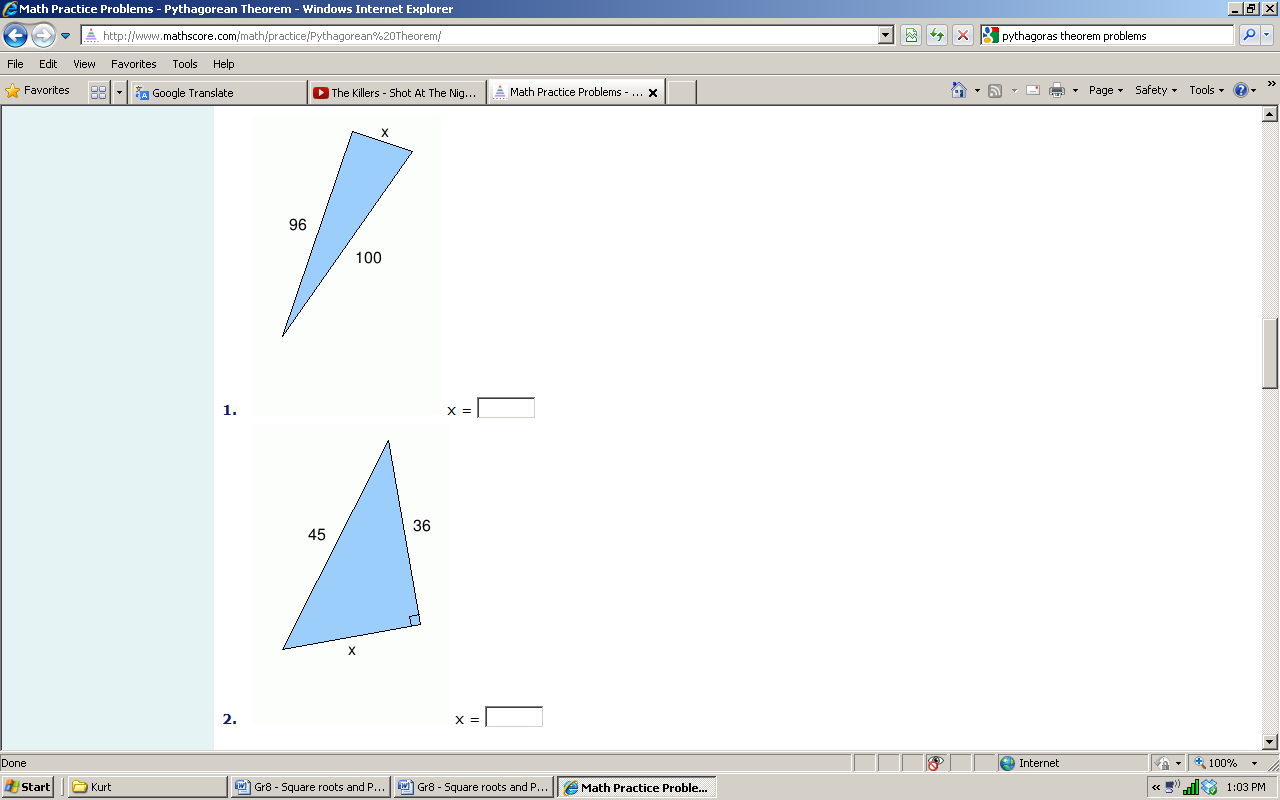 Math Practice Problems - Pythagorean Theorem - Windows Internet Explorer
http://www.mathscore.com/math/practice/Pythagorean%20Theorem/
pythagoras theorem problems
File Edit View Favorites Tools Help
Favorites
Google Translate
The Killers - Shot At The Nig...
Math Practice Problems - ...
Page Safety Tools
x
96
100
1. x =
45
36
x
2. x =
Done
Internet
100%
Start
Kurt
Gr8 - Square roots and P...
Gr8 - Square roots and P...
Math Practice Proble...
1:03 PM